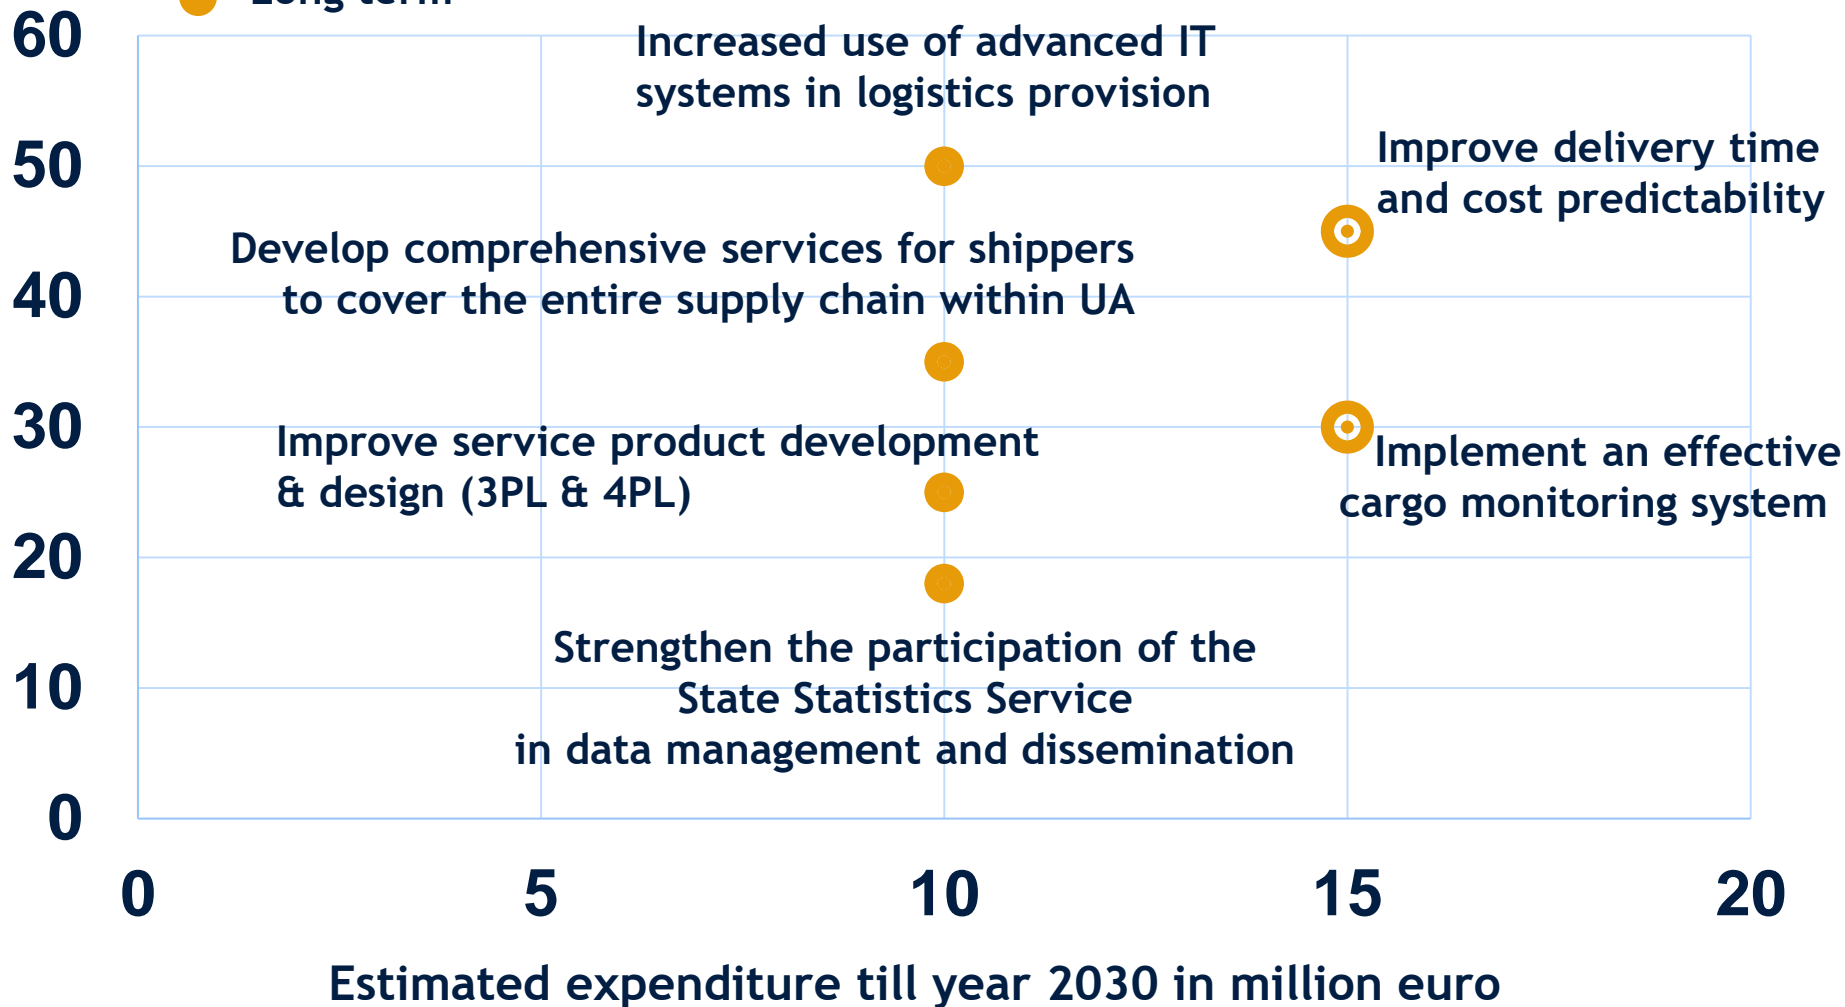 Long term
60
Increased use of advanced IT
systems in logistics provision
50
Improve delivery time
and cost predictability
Develop comprehensive services for shippers
to cover the entire supply chain within UA
40
30
Improve service product development
& design (3PL & 4PL)
Implement an effective
cargo monitoring system
20
Strengthen the participation of the
State Statistics Service
in data management and dissemination
10
0
0 5 10 15 20
Estimated expenditure till year 2030 in million euro